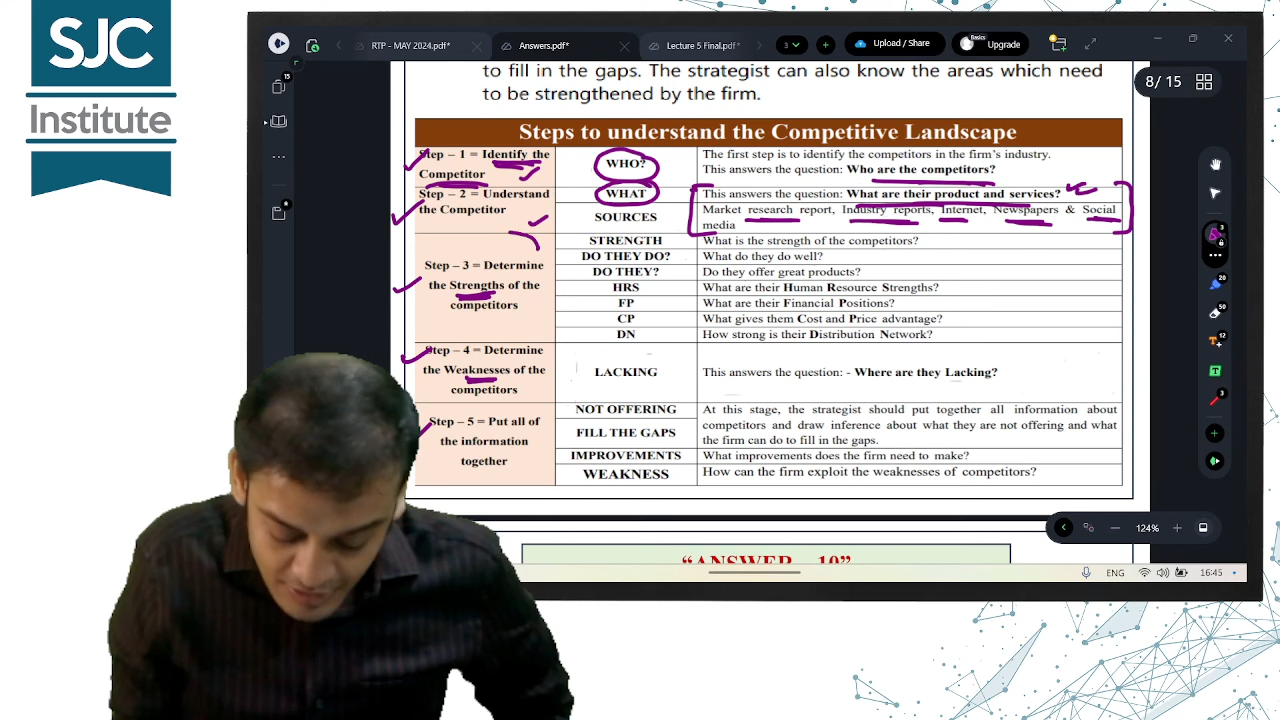 SJC
Institute
RTP - MAY 2024.pdf*
Answers.pdf*
Lecture 5 Final.pdf*
3
Upload / Share
Basics
Upgrade
15
8 / 15
to fill in the gaps. The strategist can also know the areas which need
to be strengthened by the firm.
Steps to understand the Competitive Landscape
Step – 1 = Identify the
Competitor
WHO?
The first step is to identify the competitors in the firm's industry.
This answers the question: Who are the competitors?
Step – 2 = Understand
the Competitor
WHAT
This answers the question: What are their product and services?
SOURCES
Market research report, Industry reports, Internet, Newspapers & Social
media
Step – 3 = Determine
the Strengths of the
competitors
STRENGTH
What is the strength of the competitors?
DO THEY DO?
What do they do well?
DO THEY?
Do they offer great products?
HRS
What are their Human Resource Strengths?
FP
What are their Financial Positions?
CP
What gives them Cost and Price advantage?
DN
How strong is their Distribution Network?
Step – 4 = Determine
the Weaknesses of the
competitors
LACKING
This answers the question: - Where are they Lacking?
Step – 5 = Put all of
the information
together
NOT OFFERING
FILL THE GAPS
At this stage, the strategist should put together all information about
competitors and draw inference about what they are not offering and what
the firm can do to fill in the gaps.
IMPROVEMENTS
What improvements does the firm need to make?
WEAKNESS
How can the firm exploit the weaknesses of competitors?
"ANSWER – 10"
3
20
50
12
3
124%
ENG
16:45